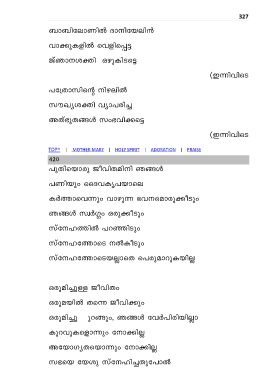 327
ബാബിലോണിൽ ദാനിയേലിൻ
വാക്കുകളിൽ വെളിപ്പെട്ട
ജ്ഞാനശക്തി ഒഴുകിടട്ടെ
(ഇന്നിവിടെ
പത്രോസിന്റെ നിഴലിൽ
സൗഖ്യശക്തി വ്യാപരിച്ച
അത്ഭുതങ്ങൾ സംഭവിക്കട്ടെ
(ഇന്നിവിടെ
TOP^ | MOTHER MARY | HOLY SPIRIT | ADORATION | PRAISE
420
പുതിയൊരു ജീവിതമിനി ഞങ്ങൾ
പണിയും ദൈവകൃപയാലെ
കർത്താവെന്നും വാഴുന്ന ഭവനമൊരുക്കീടും
ഞങ്ങൾ സ്വർഗ്ഗം ഒരുക്കീടും
സ്നേഹത്തിൽ പറഞ്ഞിടും
സ്നേഹത്തോടെ നൽകീടും
സ്നേഹത്തോടെയല്ലാതെ പെരുമാറുകയില്ല
ഒരുമിച്ചുള്ള ജീവിതം
ഒരുമയിൽ തന്നെ ജീവിക്കും
ഒരുമിച്ചു റങ്ങും, ഞങ്ങൾ വേർപിരിയില്ലാ
കുറവുകളൊന്നും നോക്കില്ല
അയോഗ്യതയൊന്നും നോക്കില്ല
സഭയെ യേശു സ്നേഹിച്ചതുപോൽ